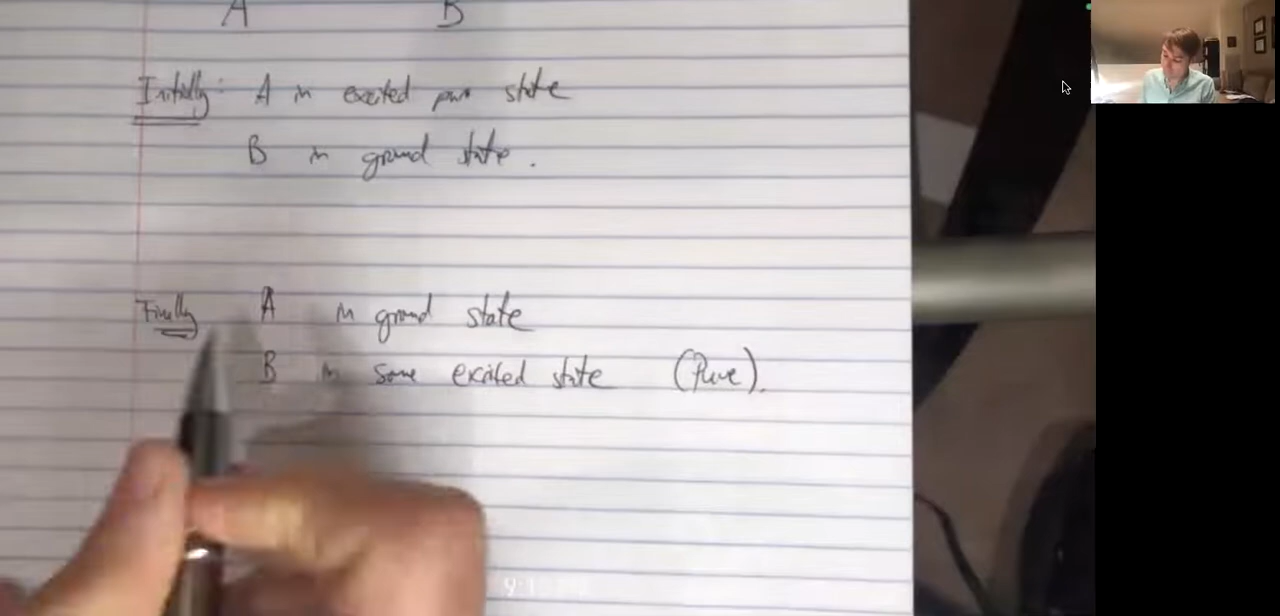 A B
Initially: A in excited pure state
B in ground state.
Finally A in ground state
B in some excited state (Pure).